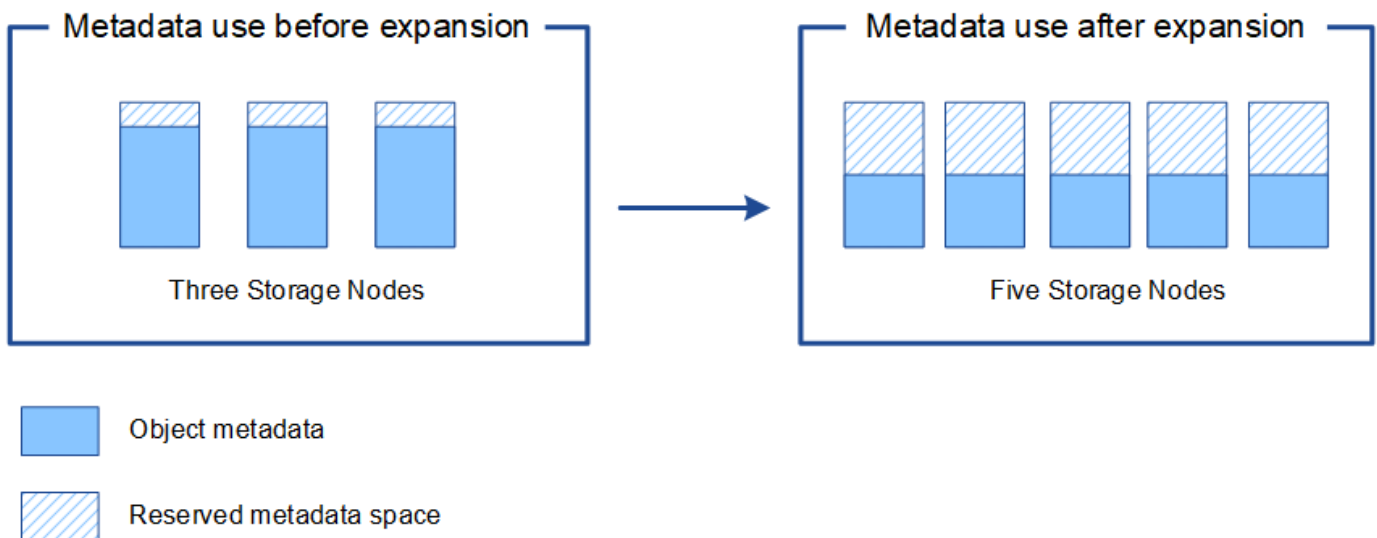 Metadata use before expansion
Metadata use after expansion
Three Storage Nodes
Five Storage Nodes
Object metadata
Reserved metadata space